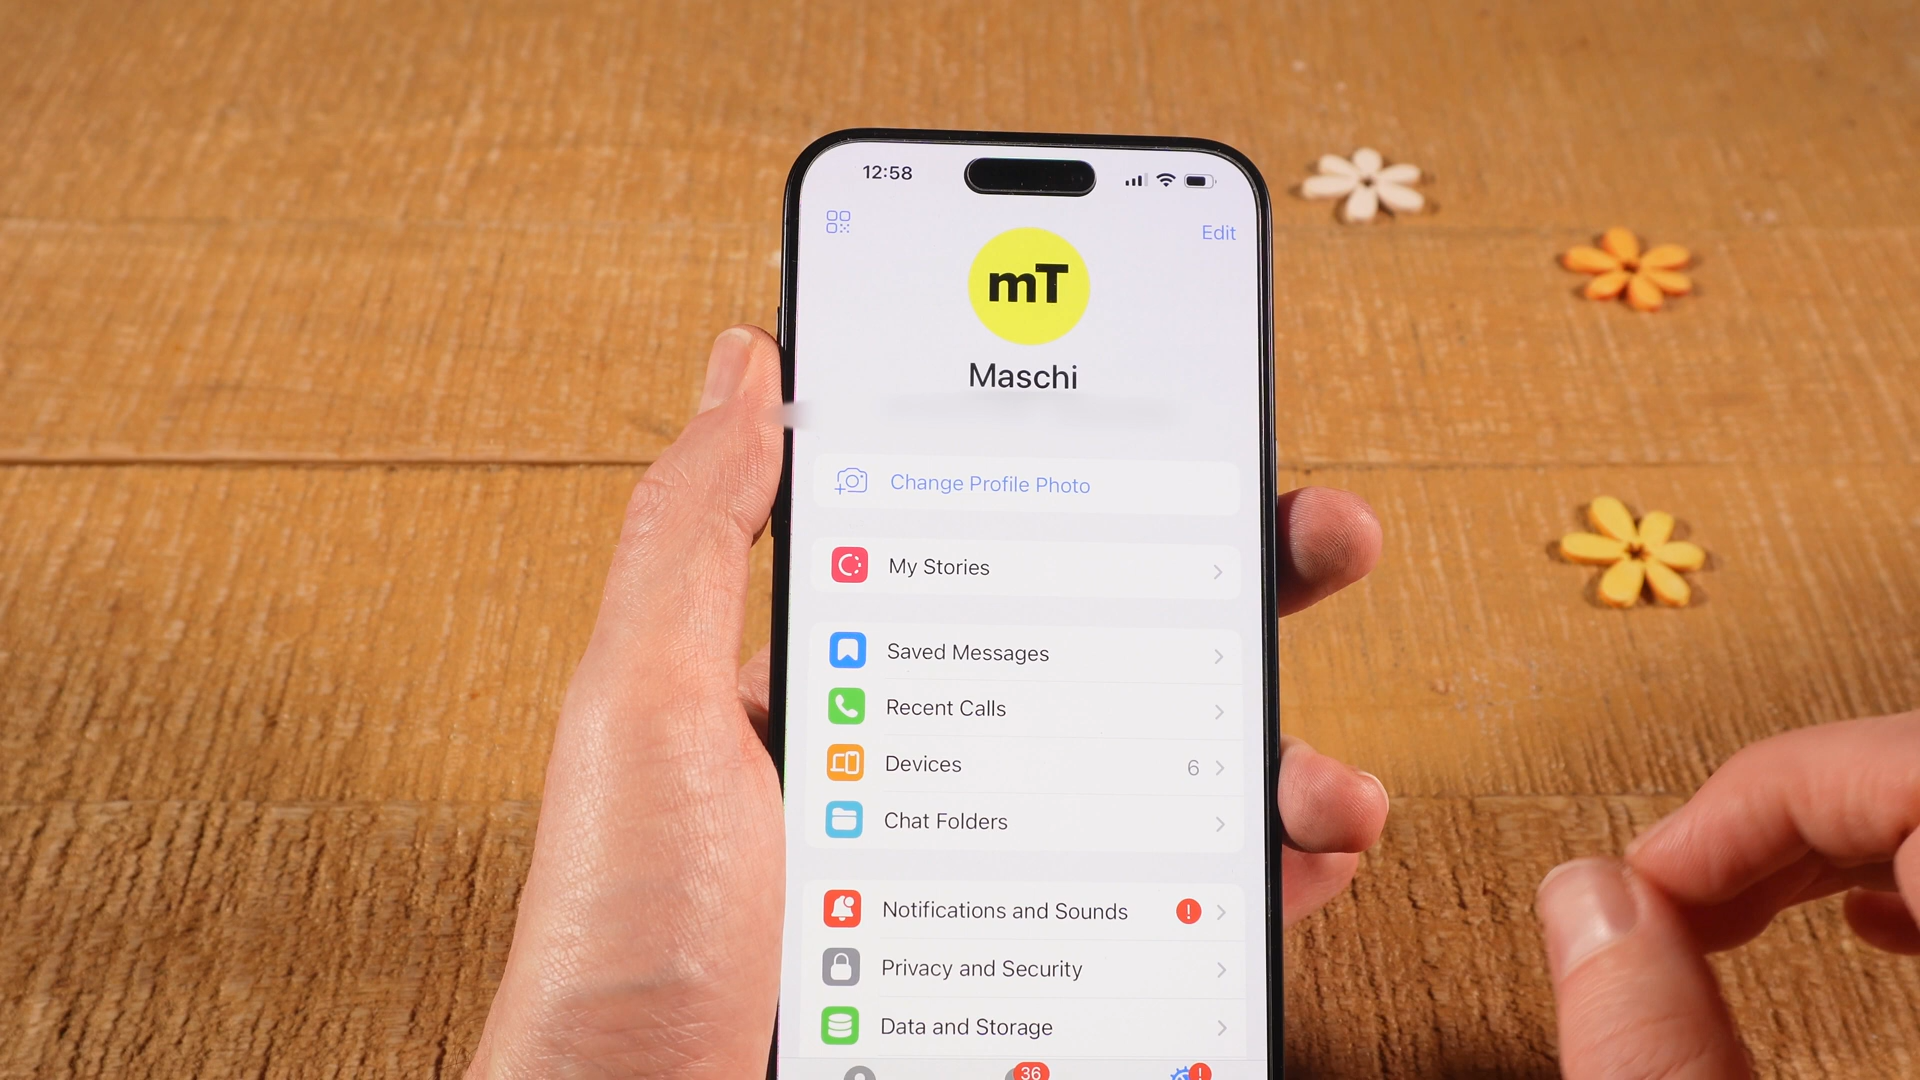 12:58
Edit
mT
Maschi
Change Profile Photo
My Stories
Saved Messages
Recent Calls
Devices 6
Chat Folders
Notifications and Sounds !
Privacy and Security
Data and Storage
36 !